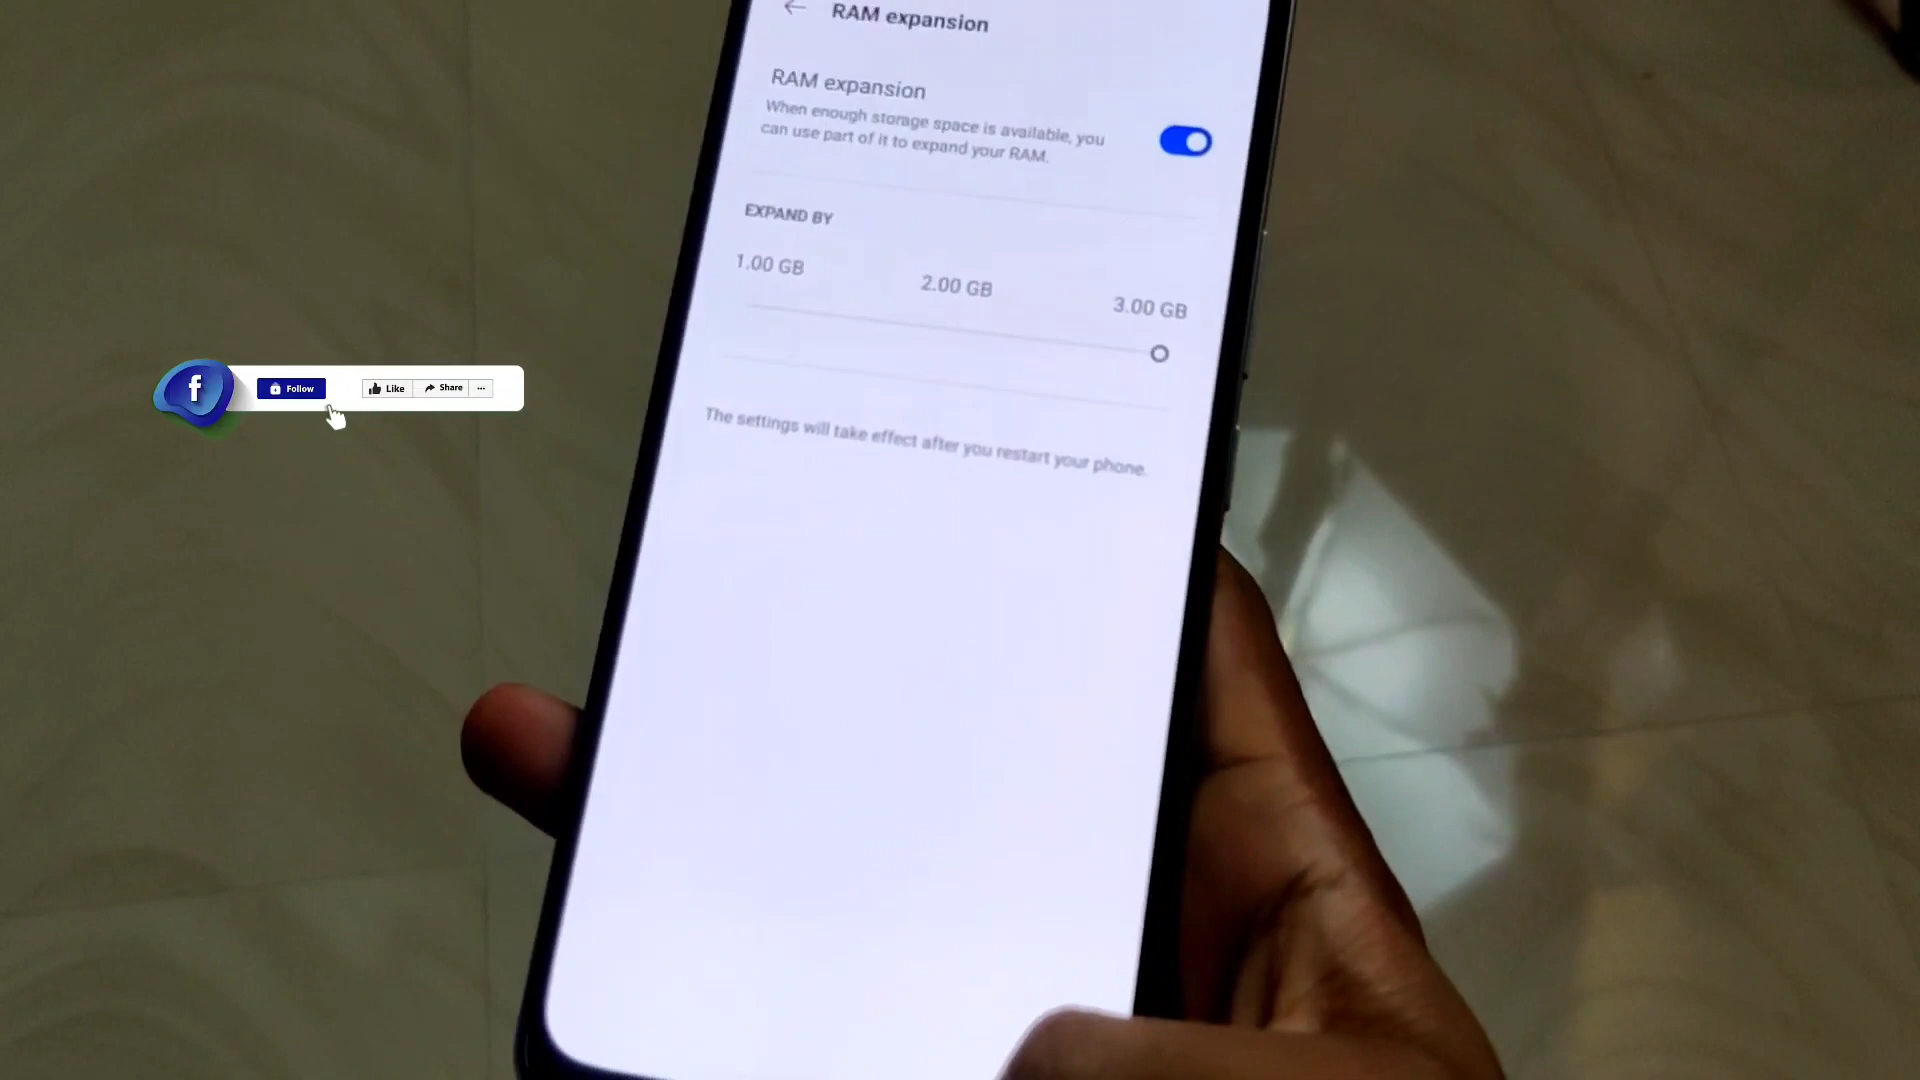 RAM expansion
RAM expansion
When enough storage space is available, you
can use part of it to expand your RAM.
EXPAND BY
1.00 GB
2.00 GB
3.00 GB
The settings will take effect after you restart your phone.
f
Follow
Like
Share